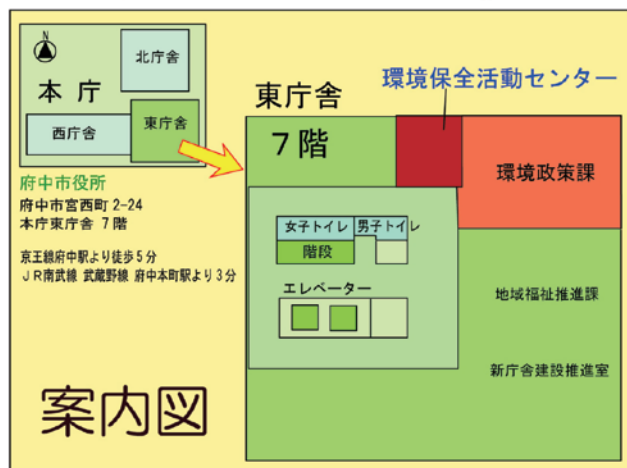 N
北庁舎
本 庁
西庁舎
東庁舎
府中市役所
府中市宮西町 2-24
本庁東庁舎 7 階
京王線府中駅より徒歩5分
JR南武線 武蔵野線 府中本町駅より3分
案内図
東庁舎
環境保全活動センター
7階
環境政策課
女子トイレ 男子トイレ
階段
エレベーター
地域福祉推進課
新庁舎建設推進室